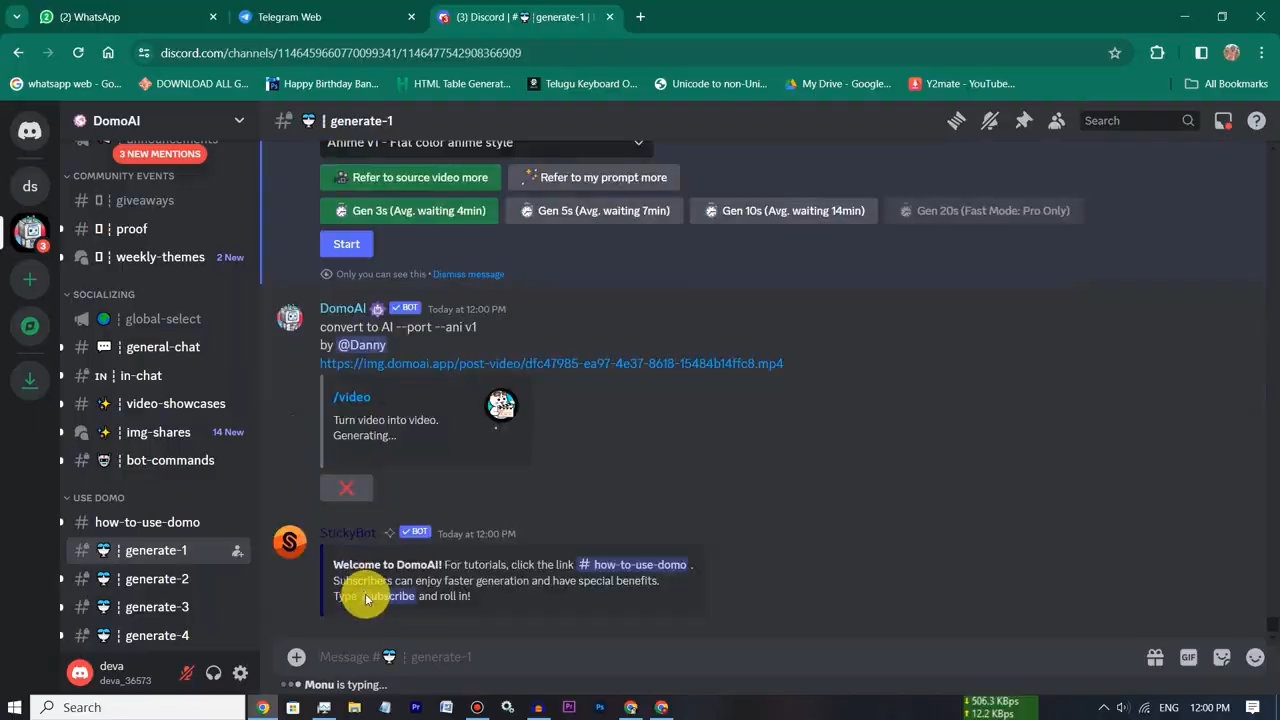 (2) WhatsApp
Telegram Web
(3) Discord | # | generate-1 |
discord.com/channels/1146459660770099341/1146477542908366909
whatsapp web - Go...
DOWNLOAD ALL G...
Happy Birthday Ban...
HTML Table Generat...
Telugu Keyboard O...
Unicode to non-Uni...
My Drive - Google...
Y2mate - YouTube...
All Bookmarks
DomoAI
generate-1
Search
announcements
3 NEW MENTIONS
COMMUNITY EVENTS
giveaways
proof
weekly-themes 2 New
SOCIALIZING
global-select
general-chat
IN in-chat
video-showcases
img-shares 14 New
bot-commands
USE DOMO
how-to-use-domo
generate-1
generate-2
generate-3
generate-4
ds
3
deva
deva_36573
Anime v1 - Flat color anime style
Refer to source video more
Refer to my prompt more
Gen 3s (Avg. waiting 4min)
Gen 5s (Avg. waiting 7min)
Gen 10s (Avg. waiting 14min)
Gen 20s (Fast Mode: Pro Only)
Start
Only you can see this • Dismiss message
DomoAI BOT Today at 12:00 PM
convert to AI --port --ani v1
by @Danny
https://img.domoai.app/post-video/dfc47985-ea97-4e37-8618-15484b14ffc8.mp4
/video
Turn video into video.
Generating...
StickyBot BOT Today at 12:00 PM
Welcome to DomoAI! For tutorials, click the link # how-to-use-domo .
Subscribers can enjoy faster generation and have special benefits.
Type /subscribe and roll in!
Message # generate-1
GIF
Monu is typing...
Search
506.3 KBps
12.2 KBps
ENG
12:00 PM